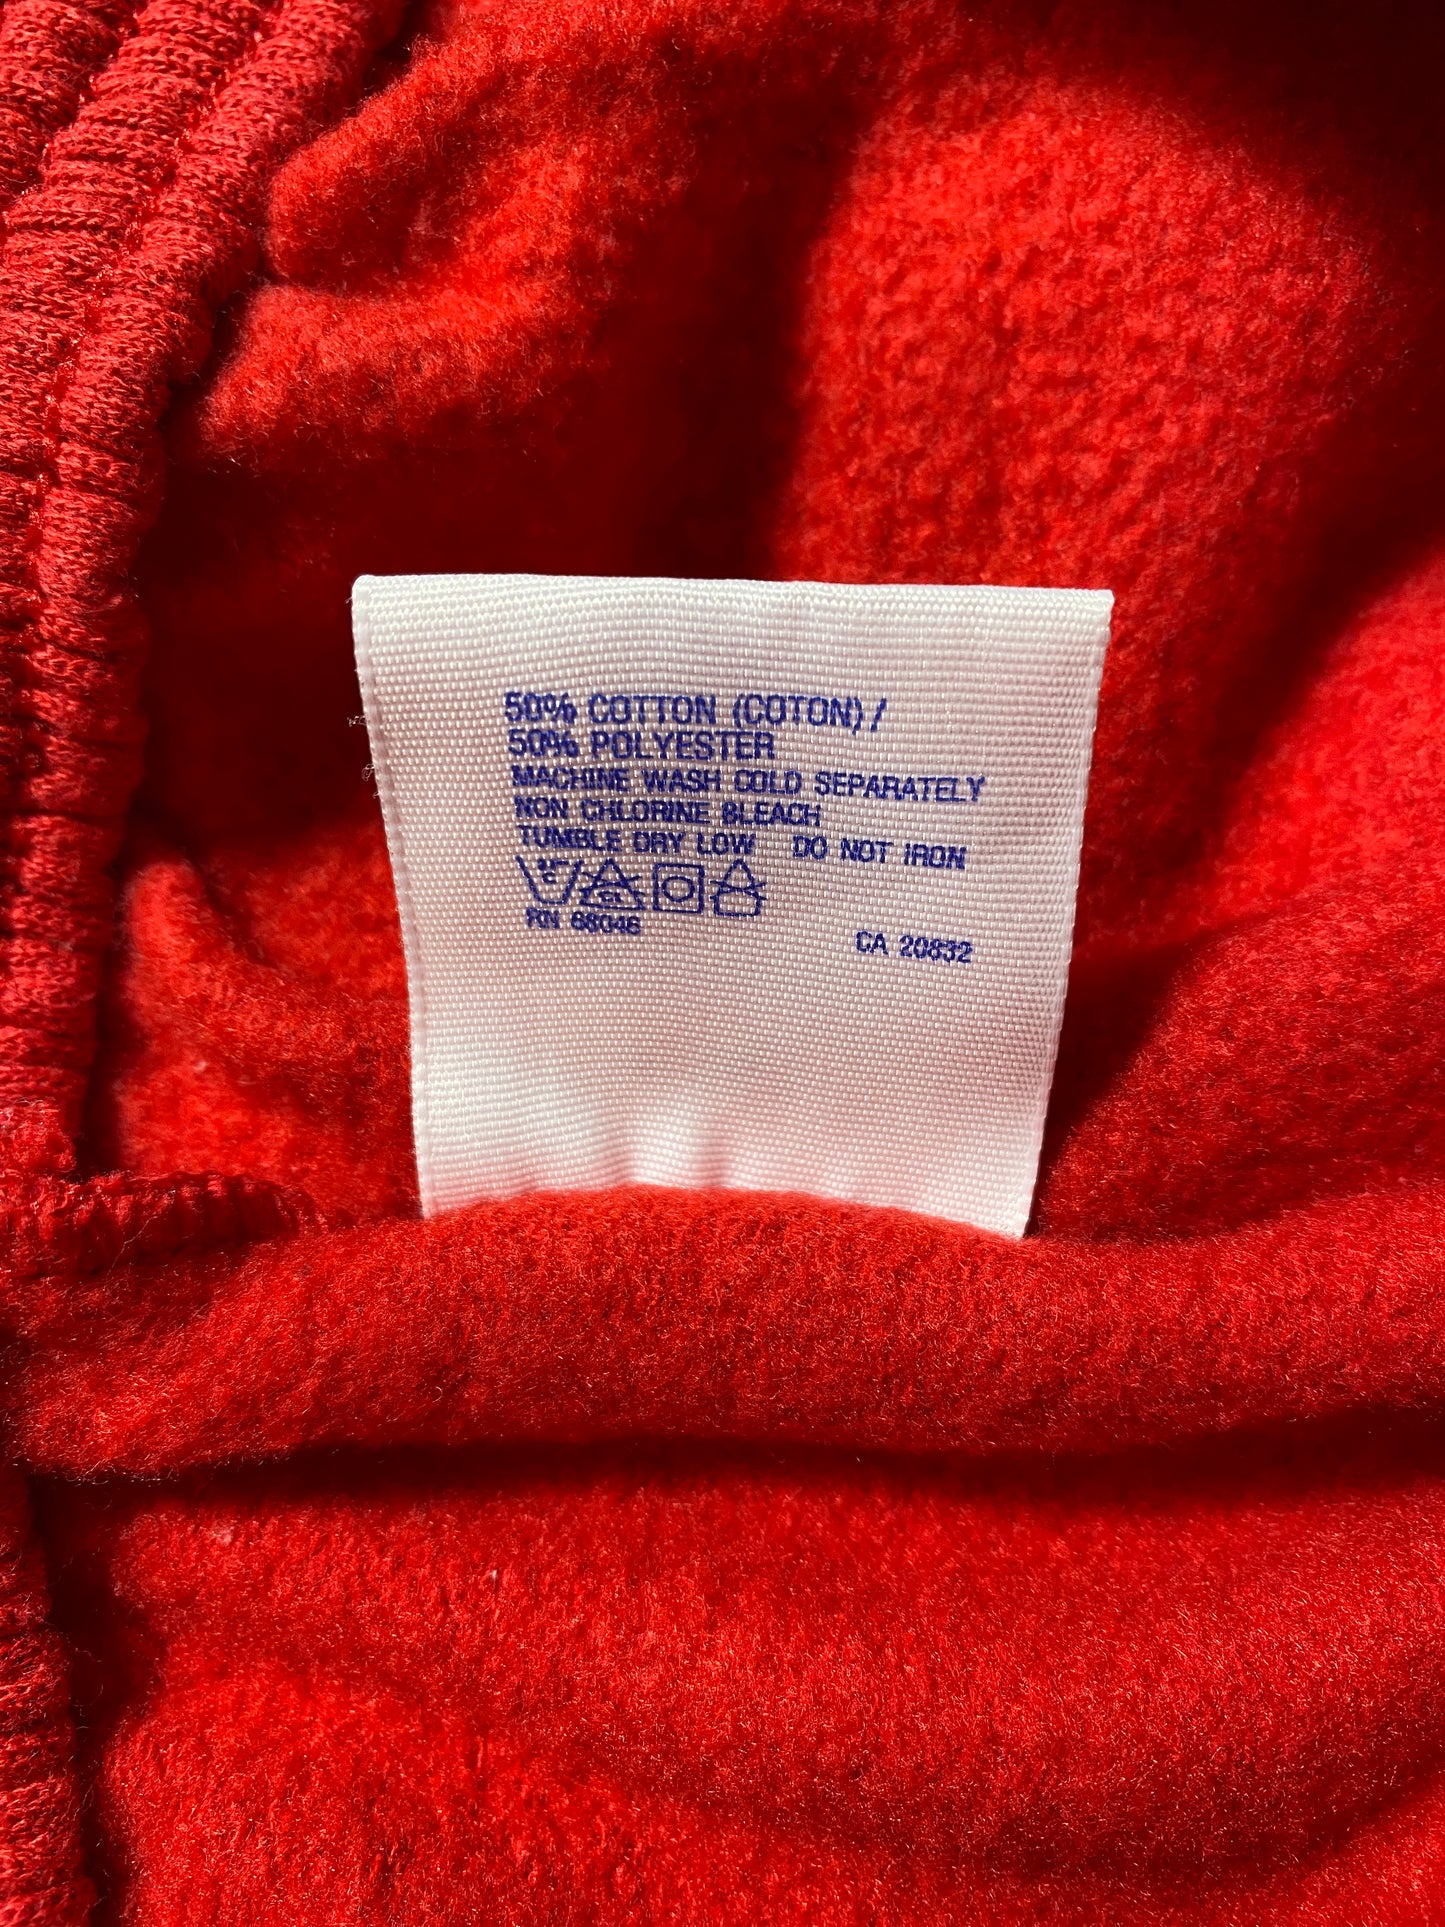 50% COTTON (COTON) /
50% POLYESTER
MACHINE WASH COLD SEPARATELY
NON CHLORINE BLEACH
TUMBLE DRY LOW DO NOT IRON
RN 68046
CA 20832